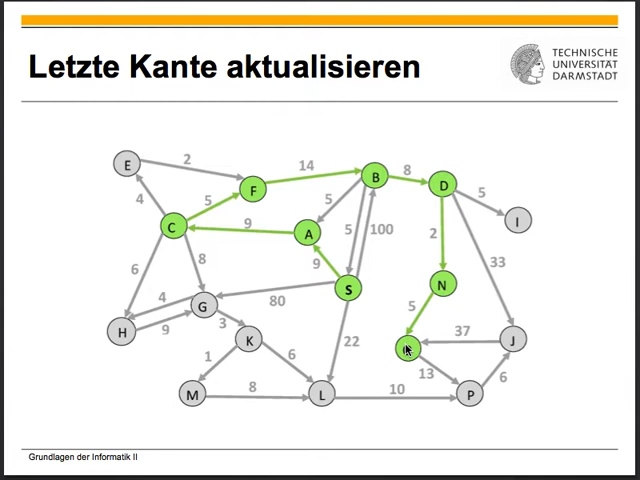 Letzte Kante aktualisieren
TECHNISCHE
UNIVERSITÄT
DARMSTADT
E
2
14
B
8
D
F
5
I
4
5
5
C
9
A
5
100
2
33
6
8
9
S
N
4
80
5
G
H
9
3
22
37
J
K
1
6
13
6
M
8
L
10
P
Grundlagen der Informatik II